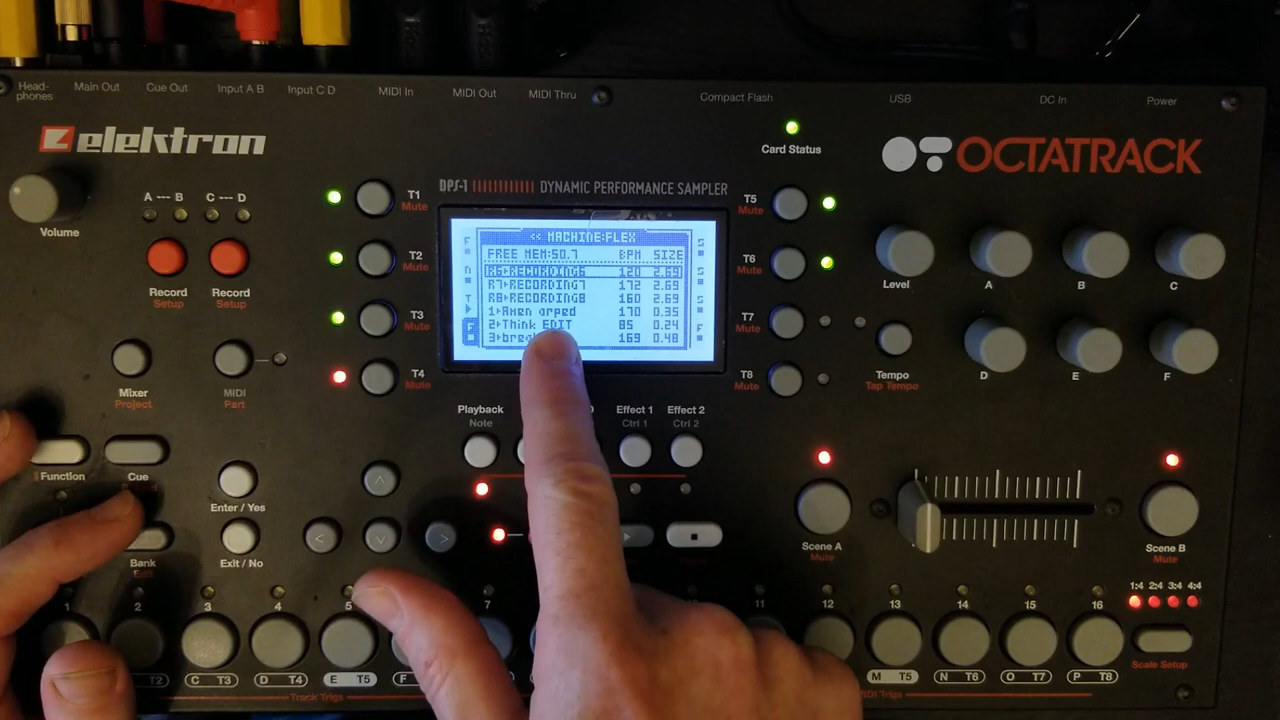 Head-
phones
Main Out
Cue Out
Input A B
Input C D
MIDI In
MIDI Out
MIDI Thru
Compact Flash
USB
DC In
Power
elektron
Card Status
OCTATRACK
DPS-1 DYNAMIC PERFORMANCE SAMPLER
Volume
A --- B
C --- D
Record
Setup
Record
Setup
T1
Mute
T2
Mute
T3
Mute
T4
Mute
<< MACHINE:FLEX
FREE MEM:50.7 BPM SIZE
R6▸RECORDING6 120 2.69
R7▸RECORDING7 172 2.69
R8▸RECORDING8 160 2.69
1▸Amen arped 170 0.35
2▸Think EDIT 85 0.24
169 0.48
T5
Mute
T6
Mute
T7
Mute
T8
Mute
Level
A
B
C
Tempo
Tap Tempo
D
E
F
Mixer
Project
MIDI
Part
Playback
Note
Effect 1
Ctrl 1
Effect 2
Ctrl 2
Function
Cue
Enter / Yes
Bank
Edit
Exit / No
Scene A
Mute
Scene B
Mute
1:4 2:4 3:4 4:4
1
2
3
4
5
7
11
12
13
14
15
16
T2
C T3
D T4
E T5
F
M T5
N T6
O T7
P T8
Scale Setup
Track Trigs